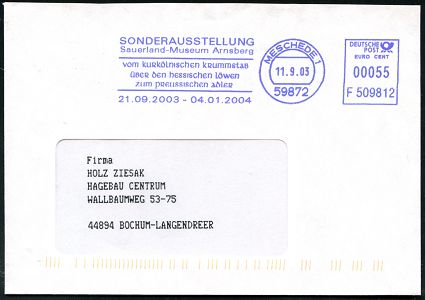 SONDERAUSSTELLUNG
Sauerland-Museum Arnsberg
vom kurkölnischen krummstab
über den hessischen löwen
zum preussischen adler
21.09.2003 - 04.01.2004
MESCHEDE 1
11.9.03
59872
DEUTSCHE
POST
EURO CENT
00055
F 509812
Firma
HOLZ ZIESAK
HAGEBAU CENTRUM
WALLBAUMWEG 53-75
44894 BOCHUM-LANGENDREER